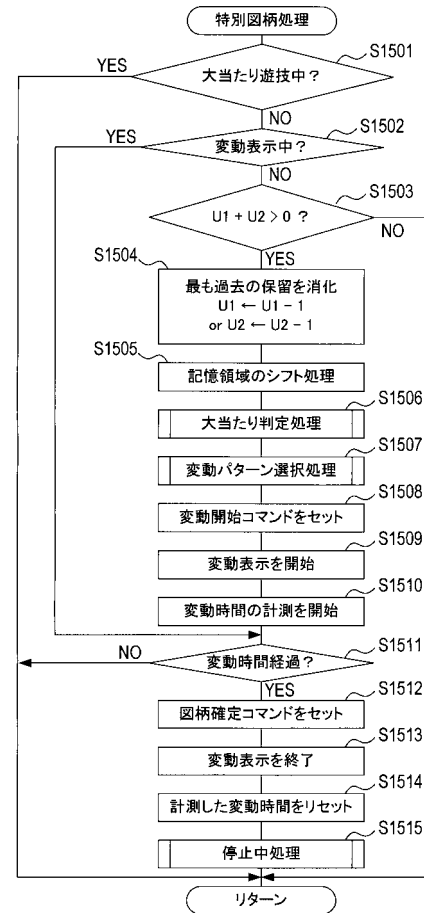 特別図柄処理
S1501
YES
大当たり遊技中?
NO
S1502
YES
変動表示中?
NO
S1503
U1 + U2 > 0 ?
NO
YES
S1504
最も過去の保留を消化
U1 ← U1 - 1
or U2 ← U2 - 1
S1505
記憶領域のシフト処理
S1506
大当たり判定処理
S1507
変動パターン選択処理
S1508
変動開始コマンドをセット
S1509
変動表示を開始
S1510
変動時間の計測を開始
S1511
NO
変動時間経過?
YES
S1512
図柄確定コマンドをセット
S1513
変動表示を終了
S1514
計測した変動時間をリセット
S1515
停止中処理
リターン